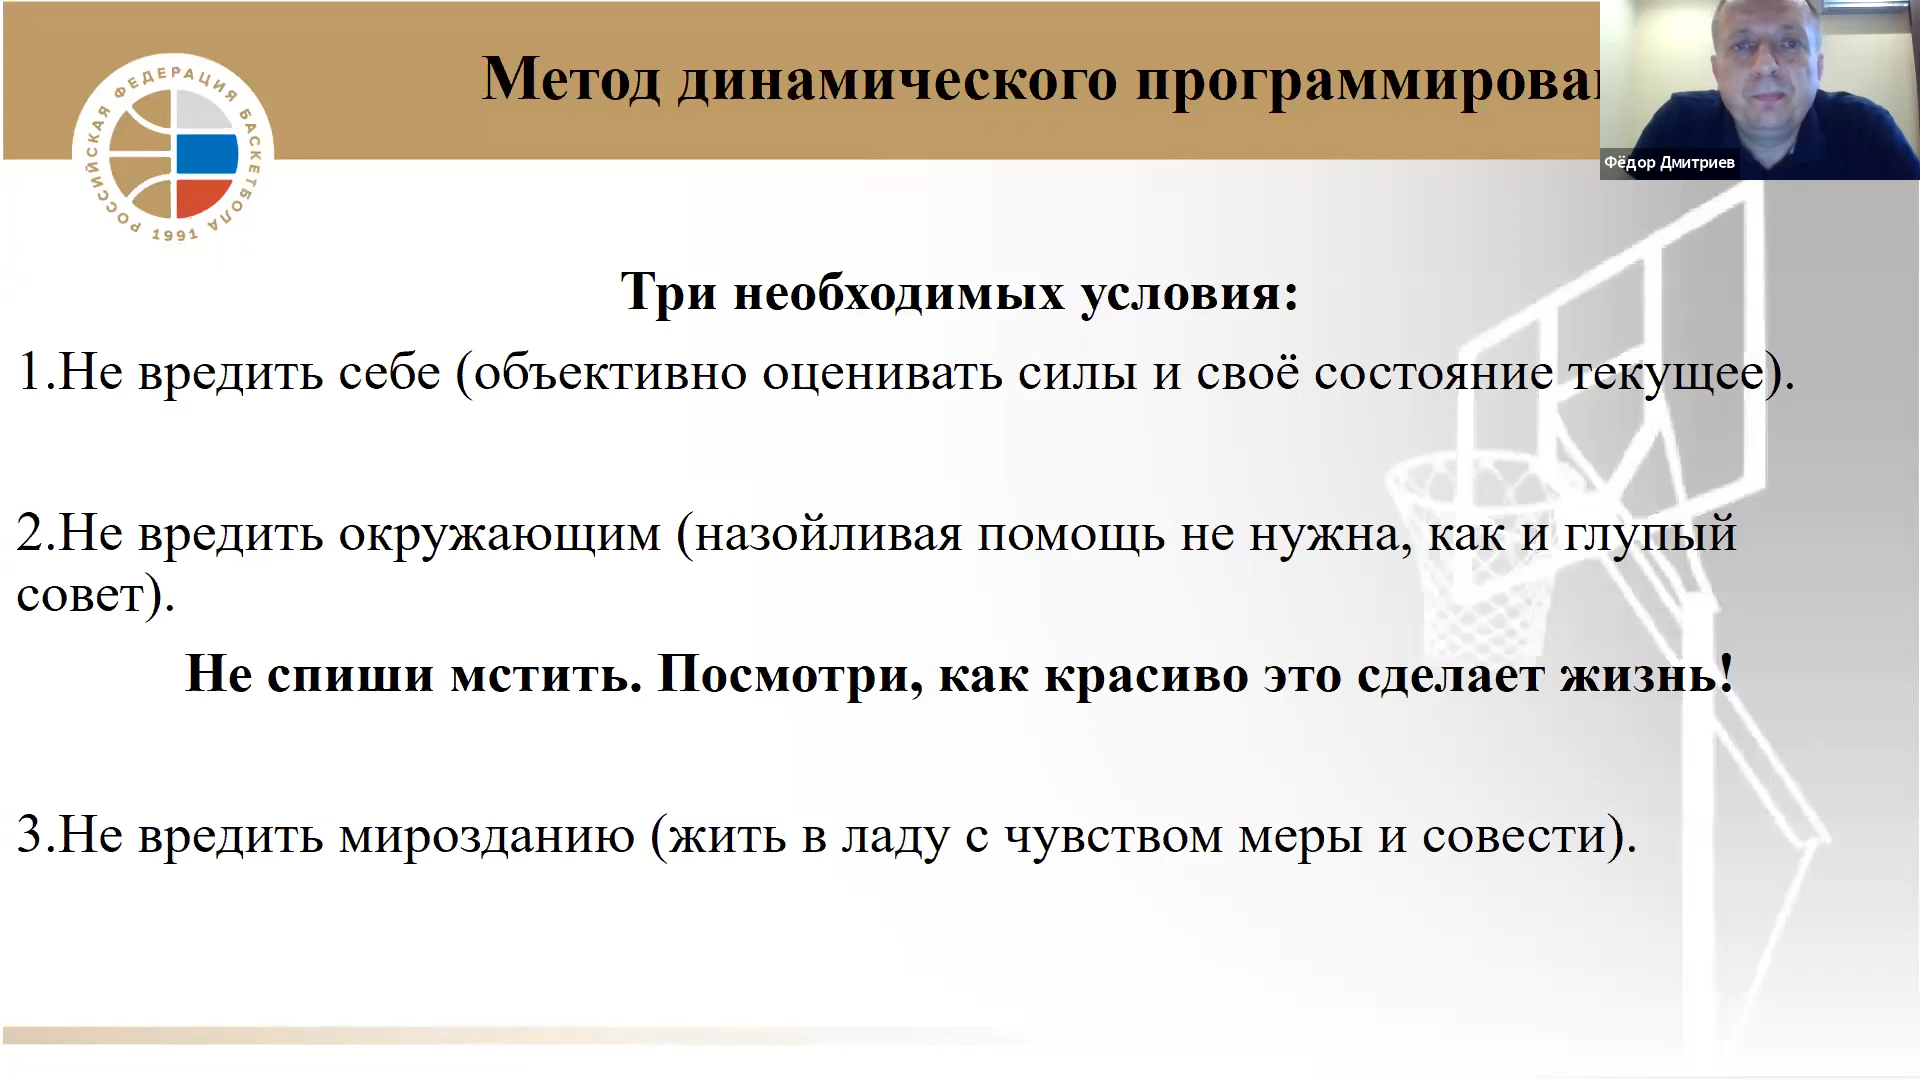 Метод динамического программирова
Фёдор Дмитриев
РОССИЙСКАЯ ФЕДЕРАЦИЯ БАСКЕТБОЛА
1991
Три необходимых условия:
1.Не вредить себе (объективно оценивать силы и своё состояние текущее).
2.Не вредить окружающим (назойливая помощь не нужна, как и глупый
совет).
Не спиши мстить. Посмотри, как красиво это сделает жизнь!
3.Не вредить мирозданию (жить в ладу с чувством меры и совести).